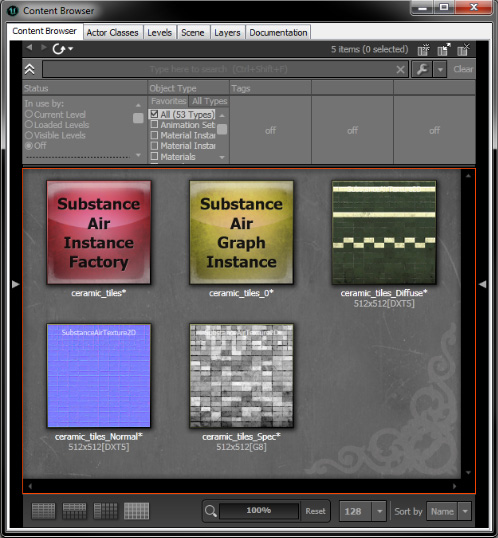 Content Browser
Content Browser Actor Classes Levels Scene Layers Documentation
5 items (0 selected)
Type here to search (Ctrl+Shift+F) Clear
Status Object Type Tags
In use by: Favorites All Types
Current Level All (53 Types)
Loaded Levels Animation Set
Visible Levels Material Instan
Off Material Instan
Materials
off off off
Substance Air Instance Factory
Substance Air Graph Instance
SubstanceAirTexture2D
ceramic_tiles* ceramic_tiles_0* ceramic_tiles_Diffuse*
512x512[DXT5]
SubstanceAirTexture2D
ceramic_tiles_Normal* ceramic_tiles_Spec*
512x512[DXT5] 512x512[G8]
100% Reset 128 Sort by Name